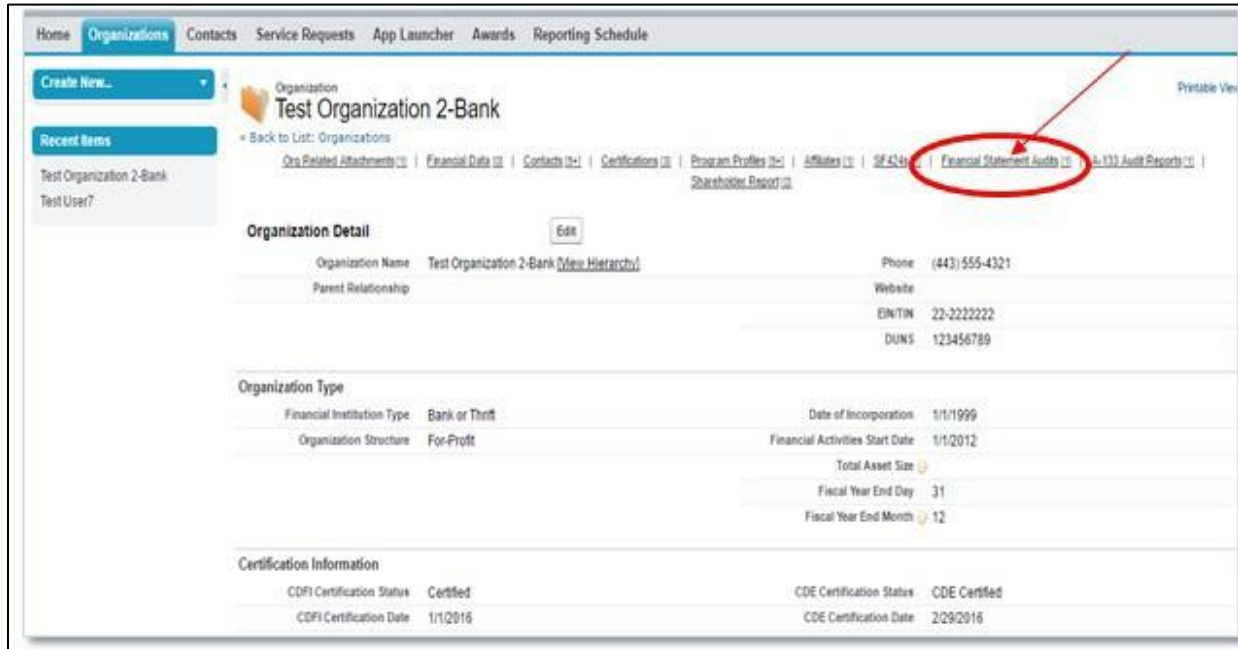 Home Organizations Contacts Service Requests App Launcher Awards Reporting Schedule
Create New...
Recent Items
Test Organization 2-Bank
Test User7
Organization
Test Organization 2-Bank
Printable View
« Back to List: Organizations
Org Related Attachments | Financial Data | Contacts [5+] | Certifications | Program Profiles [5+] | Affiliates | SF424s | Financial Statement Audits | A-133 Audit Reports |
Shareholder Report
Organization Detail Edit
Organization Name Test Organization 2-Bank [View Hierarchy] Phone (443) 555-4321
Parent Relationship Website
EIN/TIN 22-2222222
DUNS 123456789
Organization Type
Financial Institution Type Bank or Thrift Date of Incorporation 1/1/1999
Organization Structure For-Profit Financial Activities Start Date 1/1/2012
Total Asset Size
Fiscal Year End Day 31
Fiscal Year End Month 12
Certification Information
CDFI Certification Status Certified CDE Certification Status CDE Certified
CDFI Certification Date 1/1/2016 CDE Certification Date 2/29/2016